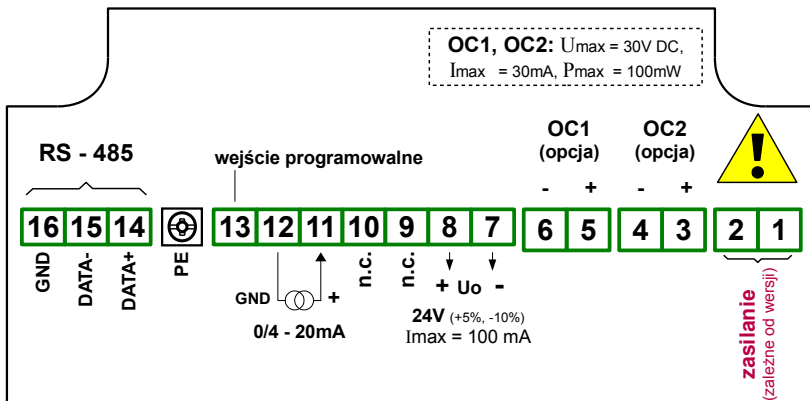 OC1, OC2: Umax = 30V DC,
Imax = 30mA, Pmax = 100mW
RS - 485
wejście programowalne
OC1
(opcja)
- +
OC2
(opcja)
- +
16 15 14
13 12 11 10 9 8 7
6 5
4 3
2 1
GND
DATA-
DATA+
PE
GND +
0/4 - 20mA
n.c.
n.c.
+ Uo -
24V (+5%, -10%)
Imax = 100 mA
zasilanie
(zależne od wersji)